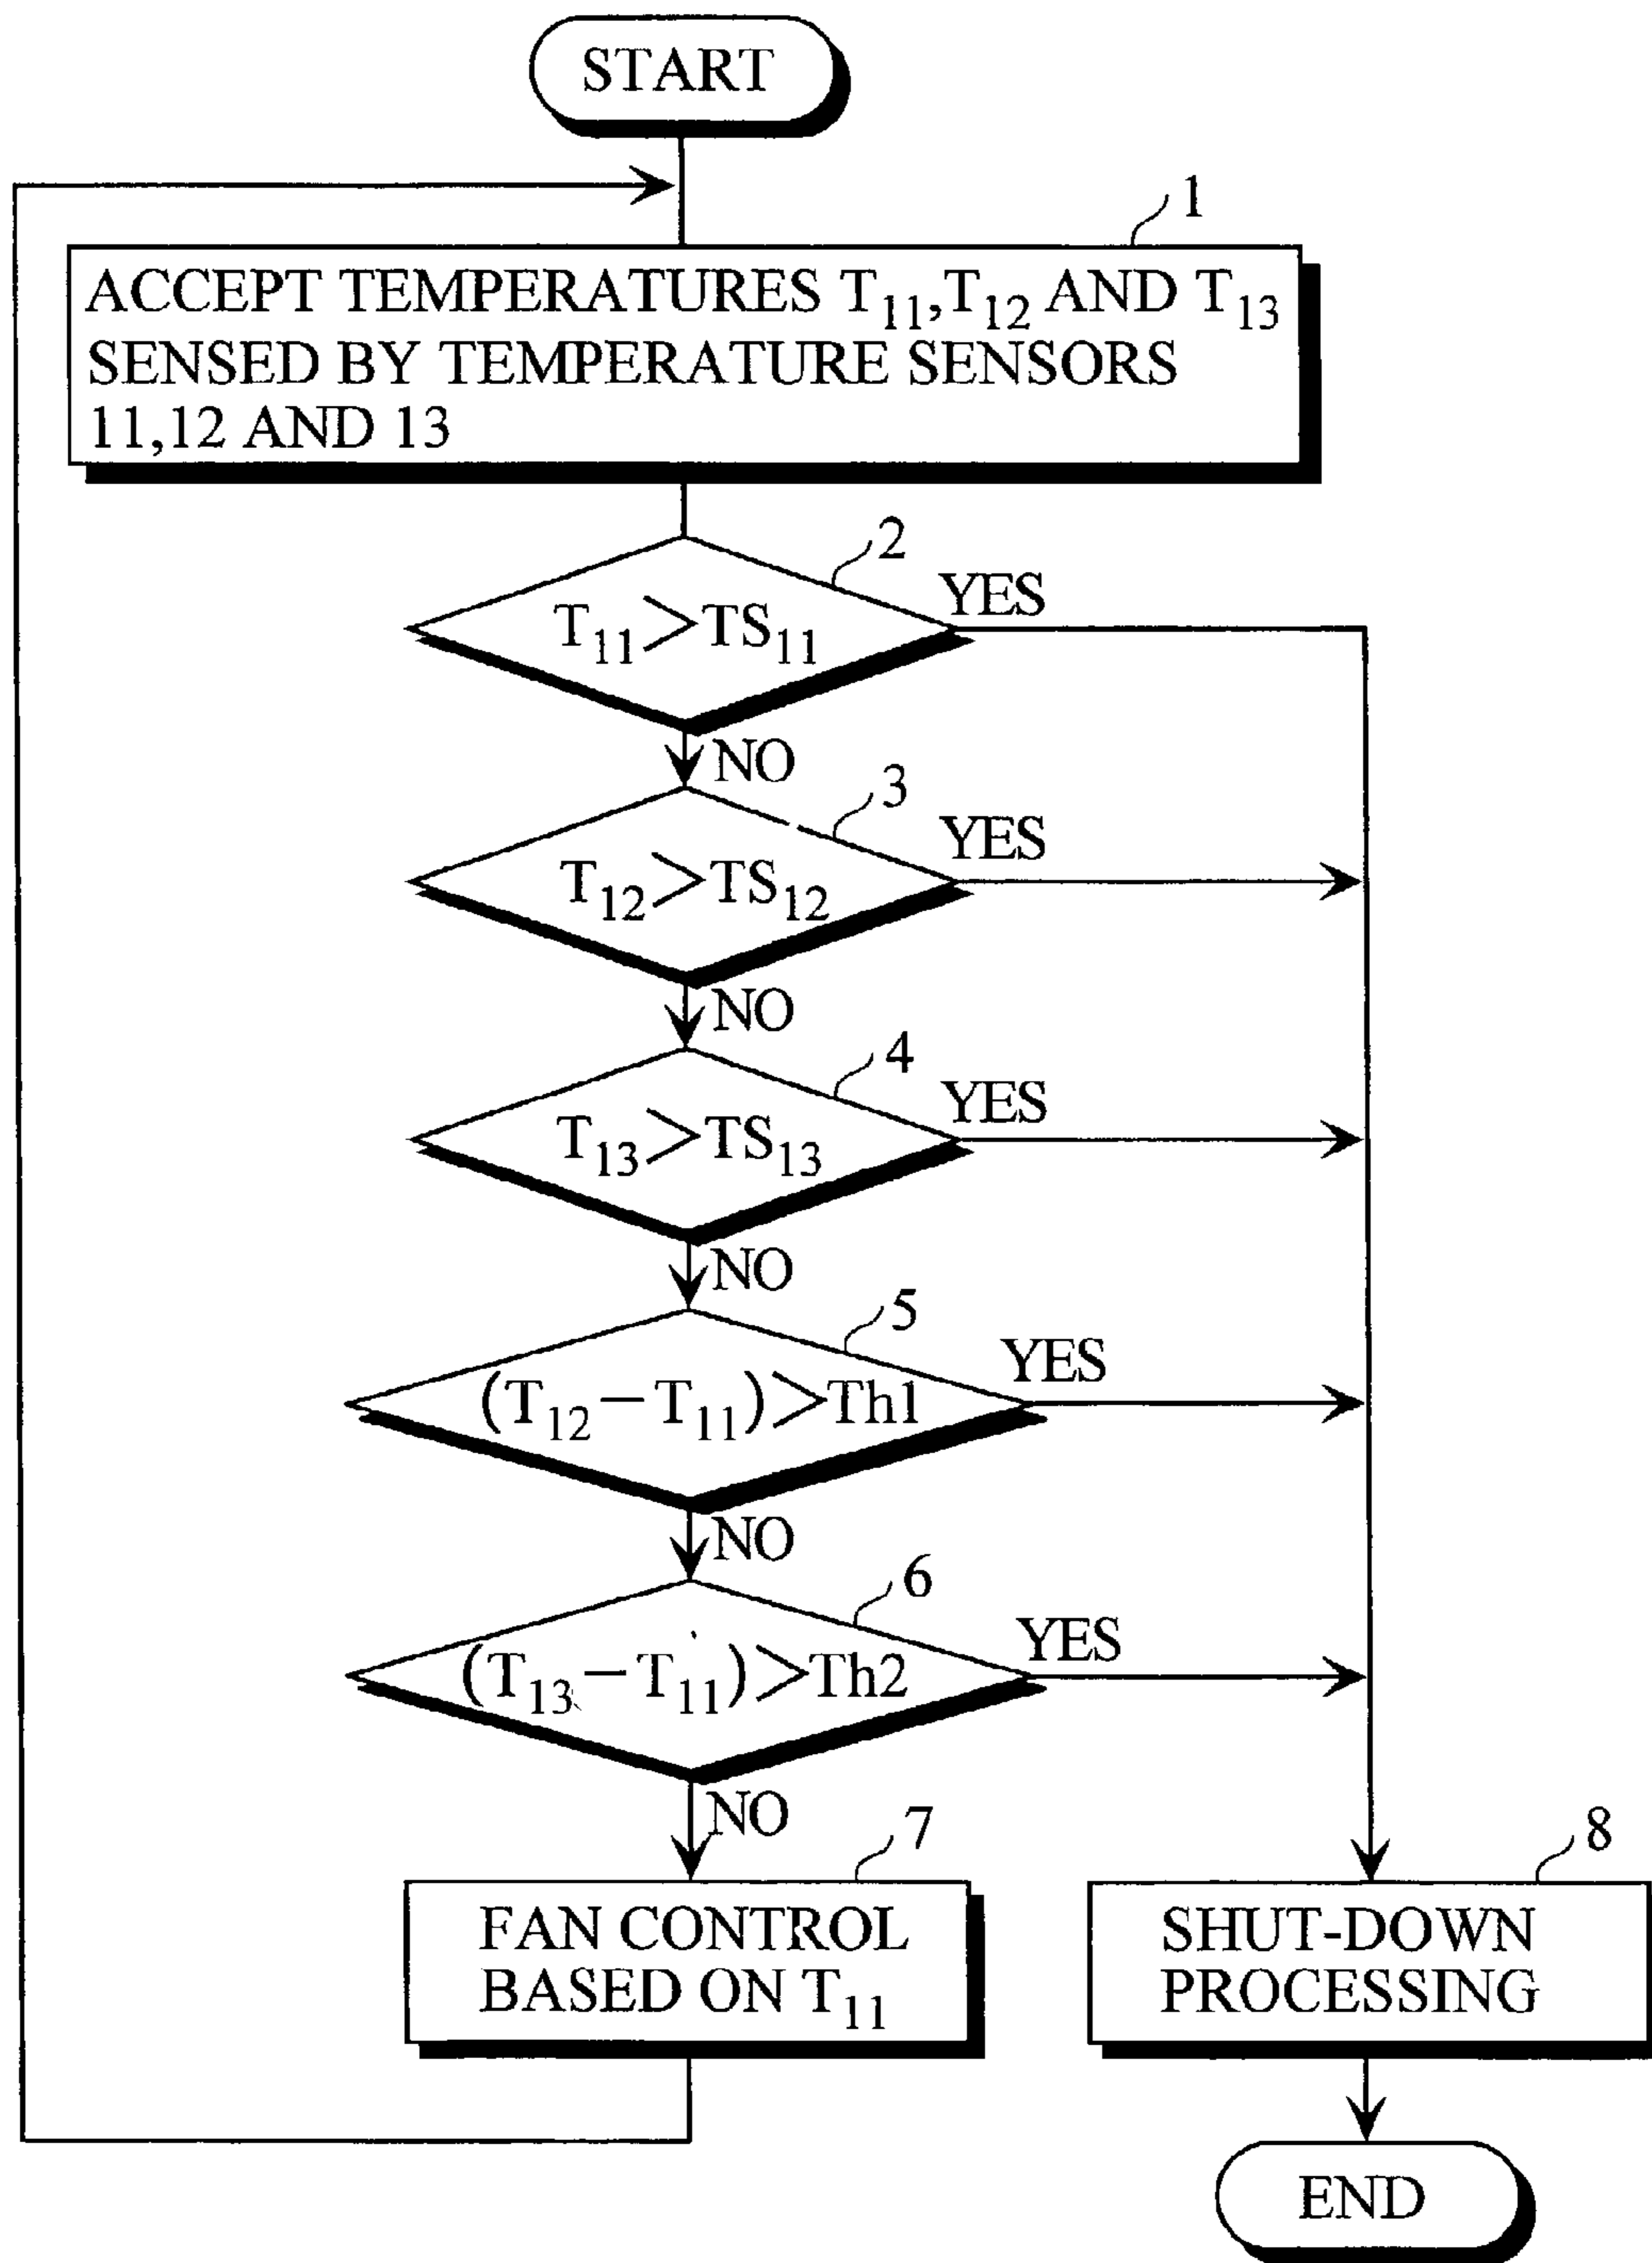 START
1
ACCEPT TEMPERATURES T₁₁,T₁₂ AND T₁₃
SENSED BY TEMPERATURE SENSORS
11,12 AND 13
2
T₁₁>TS₁₁
YES
NO
3
T₁₂>TS₁₂
YES
NO
4
T₁₃>TS₁₃
YES
NO
5
(T₁₂−T₁₁)>Th1
YES
NO
6
(T₁₃−T₁₁)>Th2
YES
NO
7
FAN CONTROL
BASED ON T₁₁
8
SHUT-DOWN
PROCESSING
END